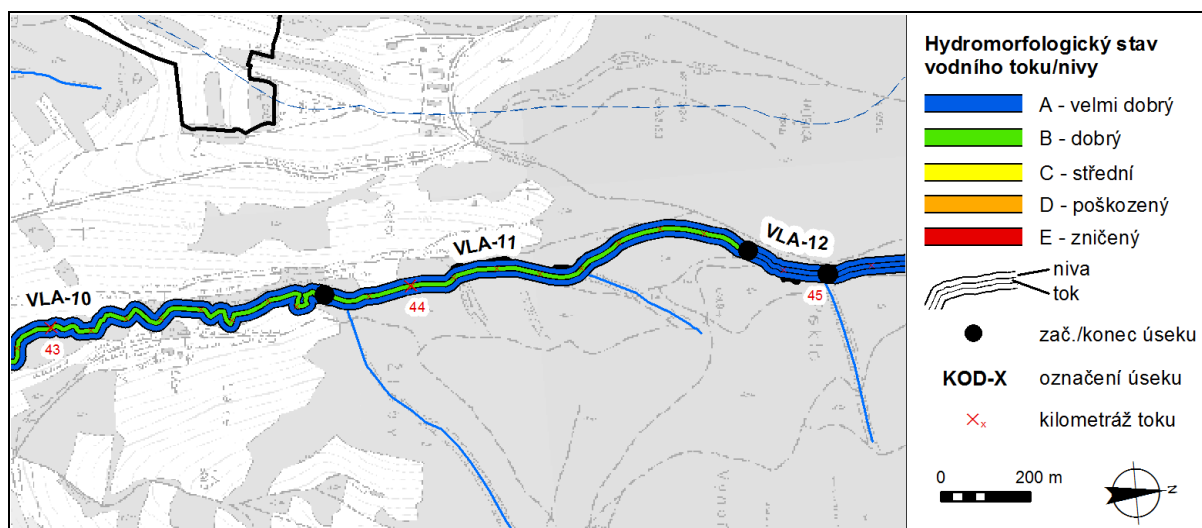 VLA-10
VLA-11
VLA-12
43
44
45
Hydromorfologický stav
vodního toku/nivy
A - velmi dobrý
B - dobrý
C - střední
D - poškozený
E - zničený
niva
tok
zač./konec úseku
KOD-X označení úseku
x kilometráž toku
0 200 m
N